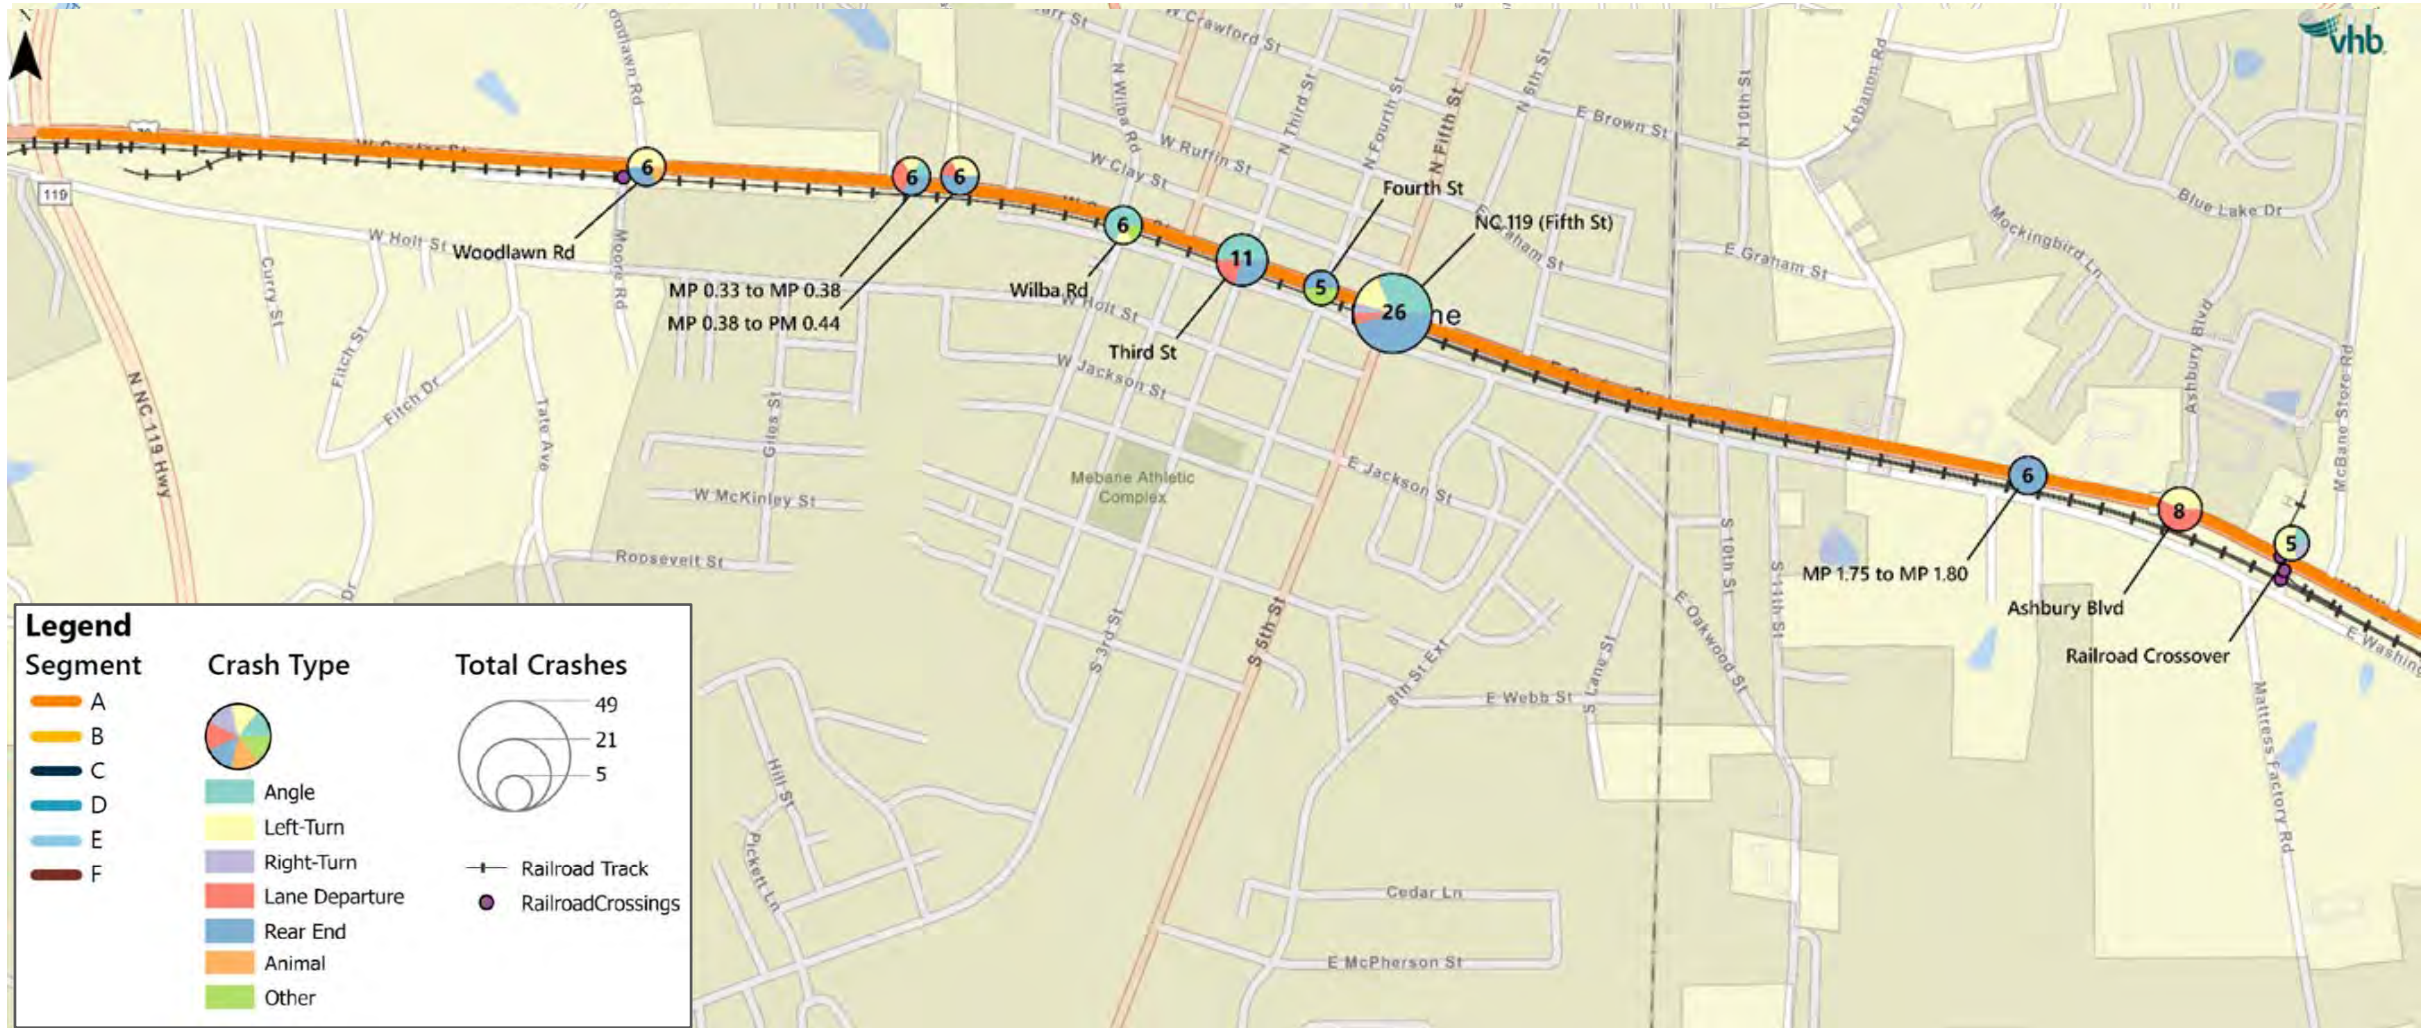 N
vhb
W Crawford St
N Wilba Rd
N Third St
N Fourth St
N Fifth St
N 6th St
E Brown St
N 10th St
Lebanon Rd
W Ruffin St
W Clay St
Fourth St
NC 119 (Fifth St)
E Graham St
E Graham St
Blue Lake Dr
Mockingbird Ln
Ashbury Blvd
McBane Store Rd
119
W Holt St
Woodlawn Rd
Moore Rd
Curry St
Fitch St
Fitch Dr
Tate Ave
N NC 119 Hwy
6
6
6
6
11
5
26
6
8
5
MP 0.33 to MP 0.38
MP 0.38 to PM 0.44
Wilba Rd
Third St
W Holt St
W Jackson St
Giles St
W McKinley St
Roosevelt St
Dr
Mebane Athletic
Complex
E Jackson St
S 3rd St
S 5th St
8th St Ext
E Webb St
S Lane St
E Oakwood St
S 10th St
S 11th St
MP 1.75 to MP 1.80
Ashbury Blvd
Railroad Crossover
E Washing
Mattress Factory Rd
Hill St
Pickett Ln
Cedar Ln
E McPherson St
Legend
Segment
A
B
C
D
E
F
Crash Type
Angle
Left-Turn
Right-Turn
Lane Departure
Rear End
Animal
Other
Total Crashes
49
21
5
Railroad Track
RailroadCrossings